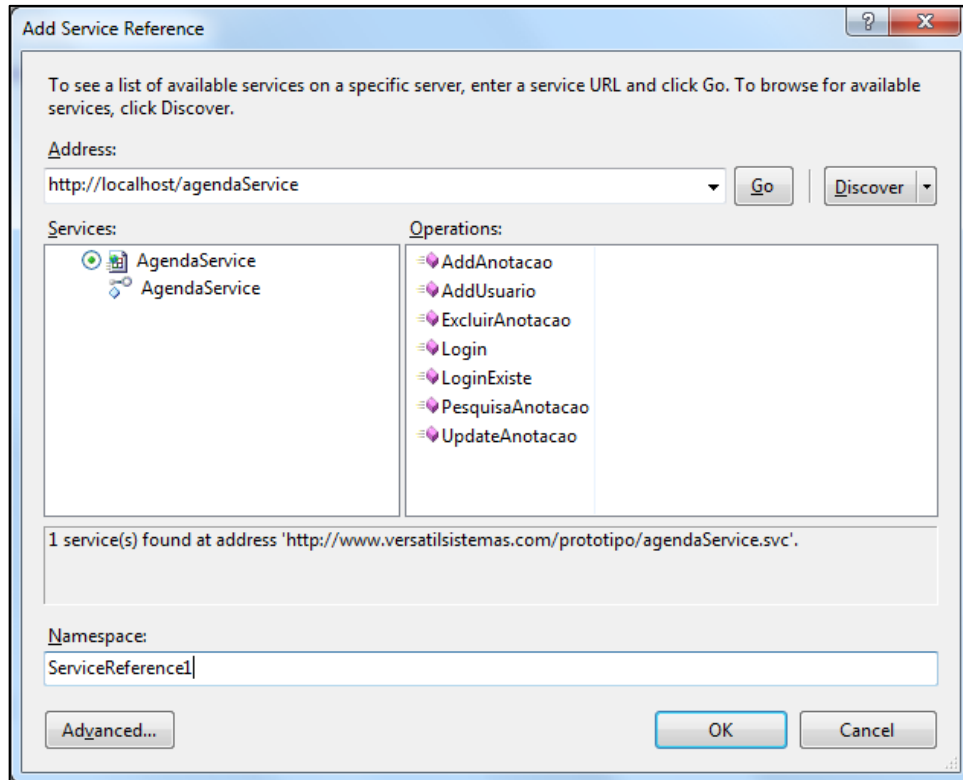 Add Service Reference
To see a list of available services on a specific server, enter a service URL and click Go. To browse for available
services, click Discover.
Address:
http://localhost/agendaService
Go
Discover
Services:
Operations:
AgendaService
AgendaService
AddAnotacao
AddUsuario
ExcluirAnotacao
Login
LoginExiste
PesquisaAnotacao
UpdateAnotacao
1 service(s) found at address 'http://www.versatilsistemas.com/prototipo/agendaService.svc'.
Namespace:
ServiceReference1
Advanced...
OK
Cancel